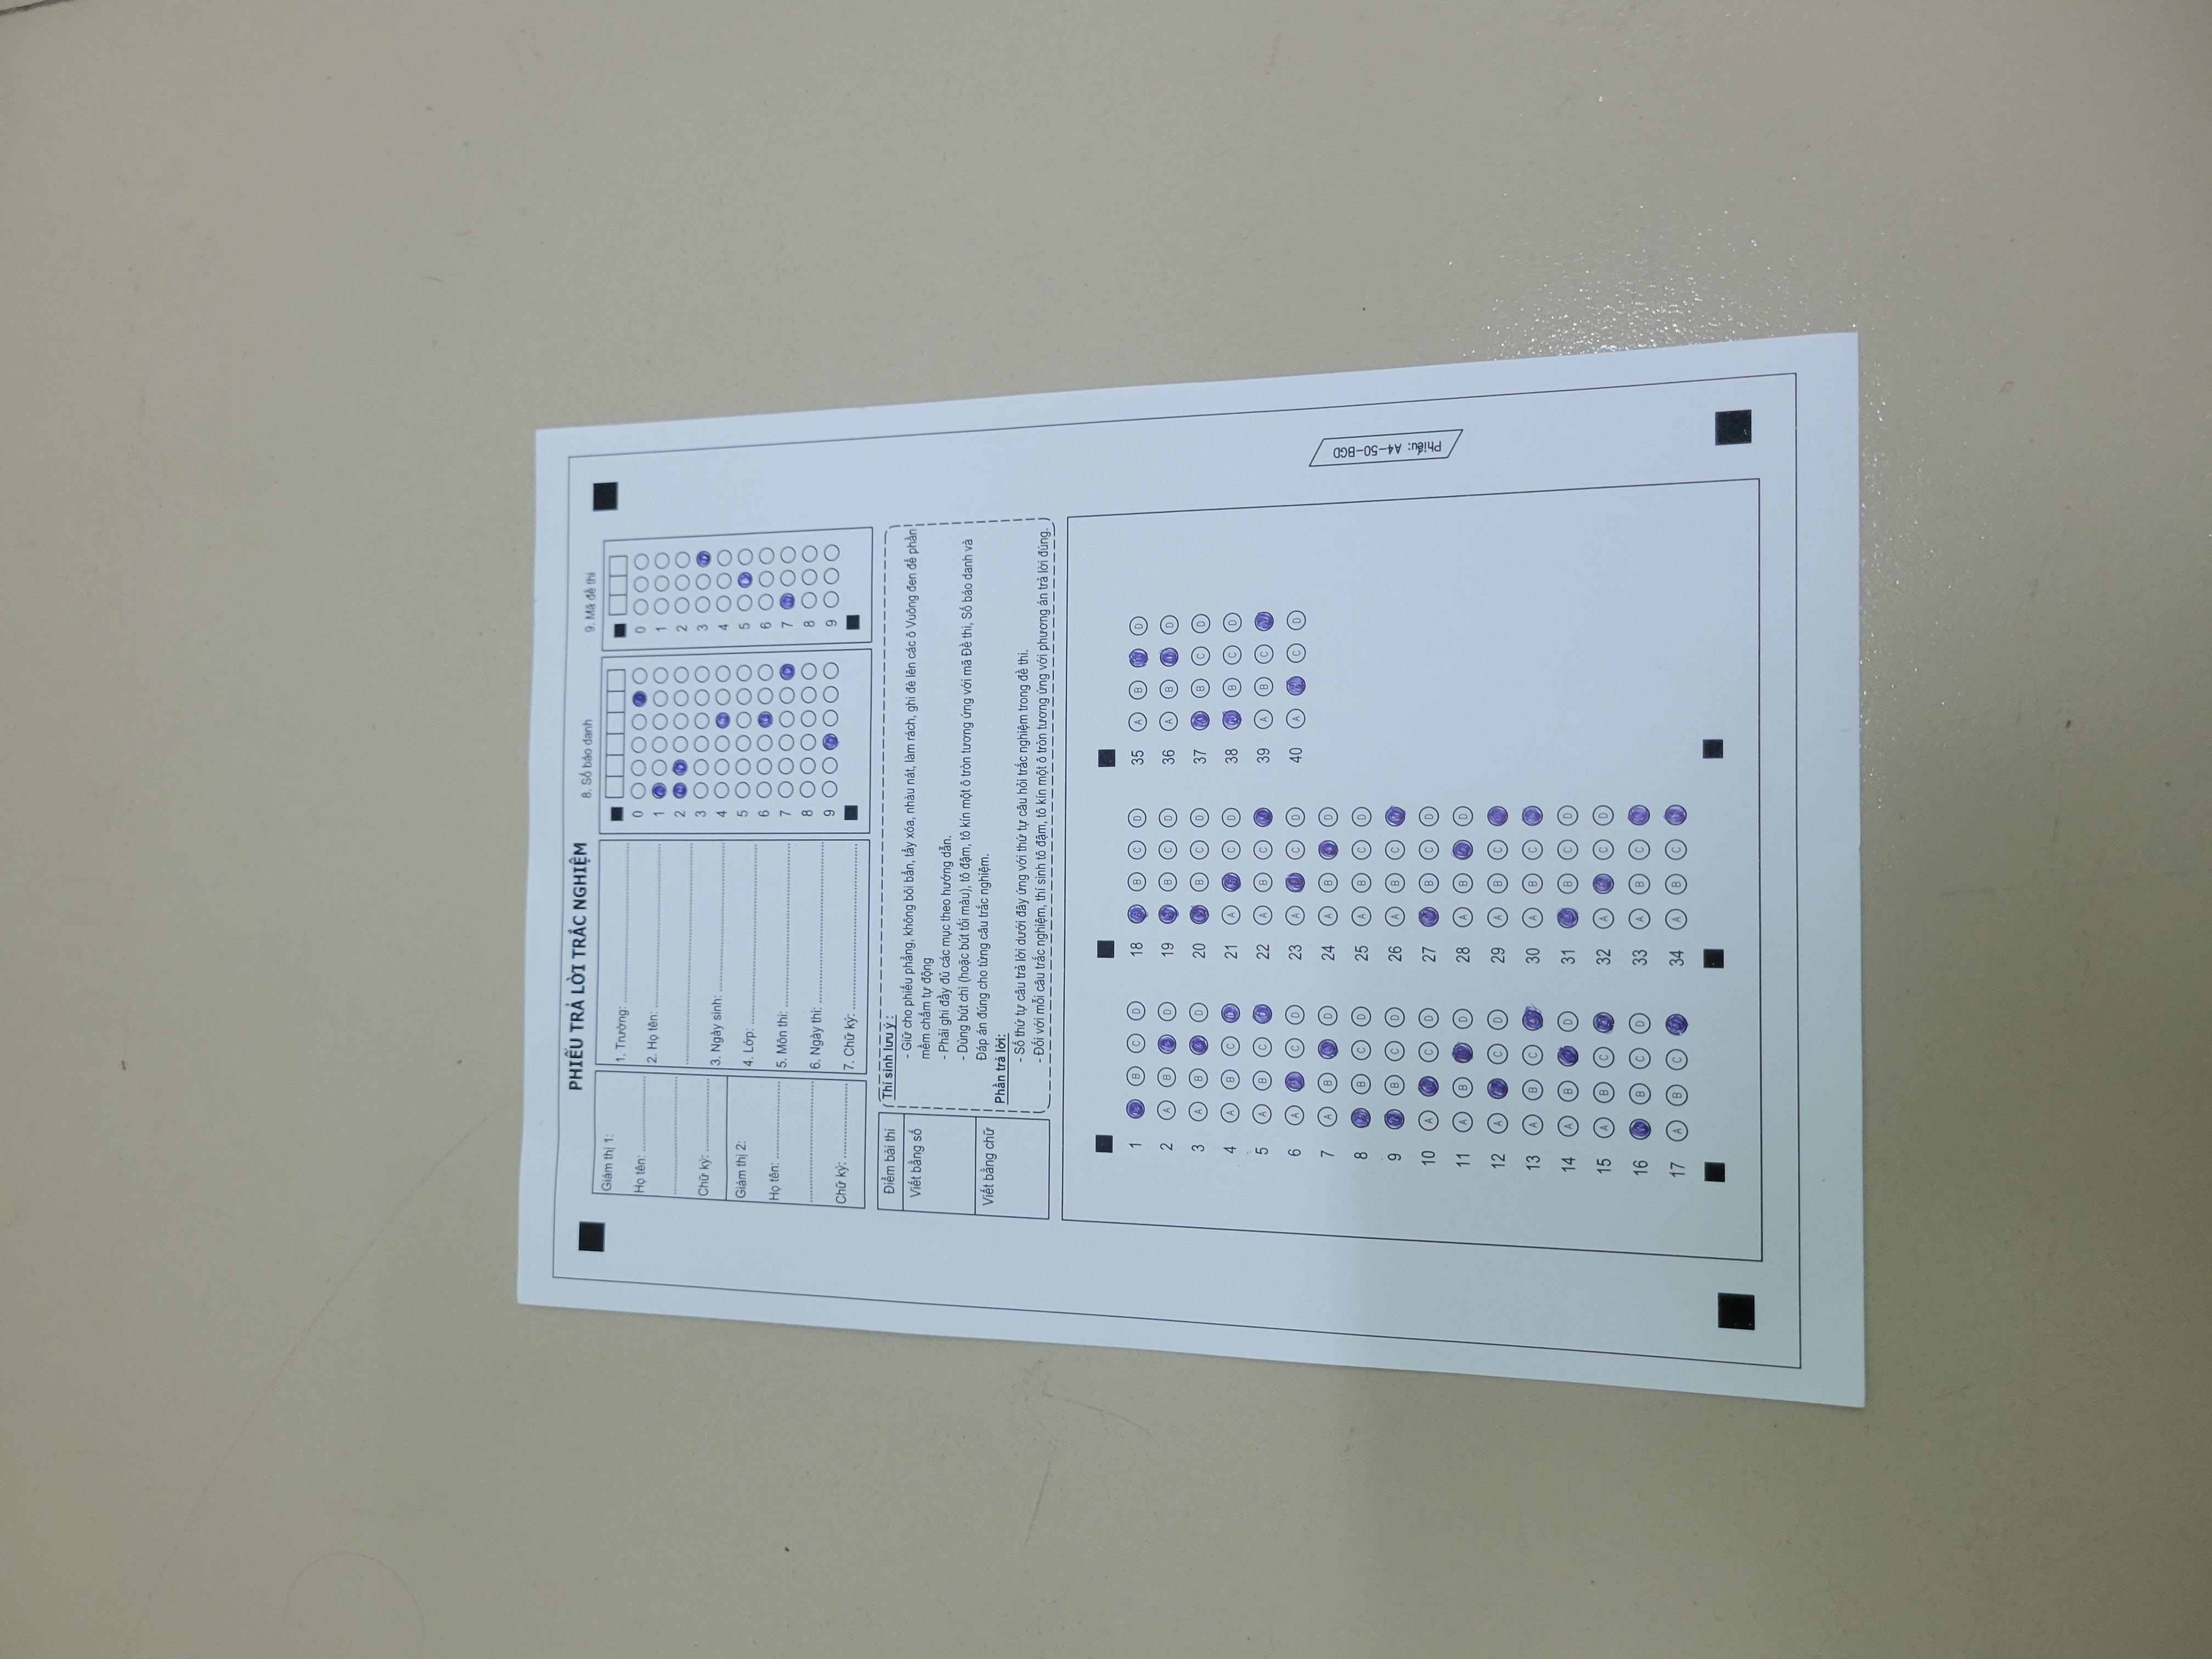 PHIẾU TRẢ LỜI TRẮC NGHIỆM
Giám thị 1:
Họ tên:
Chữ ký:
Giám thị 2:
Họ tên:
Chữ ký:
1. Trường:
2. Họ tên:
3. Ngày sinh:
4. Lớp:
5. Môn thi:
6. Ngày thi:
7. Chữ ký:
8. Số báo danh
0
1
2
3
4
5
6
7
8
9
9. Mã đề thi
0
1
2
3
4
5
6
7
8
9
Điểm bài thi
Viết bằng số
Viết bằng chữ
Thí sinh lưu ý :
- Giữ cho phiếu phẳng, không bôi bẩn, tẩy xóa, nhàu nát, làm rách, ghi đè lên các ô Vuông đen để phần
mềm chấm tự động
- Phải ghi đầy đủ các mục theo hướng dẫn.
- Dùng bút chì (hoặc bút tối màu), tô đậm, tô kín một ô tròn tương ứng với mã Đề thi, Số báo danh và
Đáp án đúng cho từng câu trắc nghiệm.
Phần trả lời:
- Số thứ tự câu trả lời dưới đây ứng với thứ tự câu hỏi trắc nghiệm trong đề thi.
- Đối với mỗi câu trắc nghiệm, thí sinh tô đậm, tô kín một ô tròn tương ứng với phương án trả lời đúng.
1 B C D
2 A B D
3 A B D
4 A B C
5 A B C
6 A C D
7 A B D
8 B C D
9 B C D
10 A C D
11 A B D
12 A C D
13 A B C
14 A B D
15 A B C
16 B C D
17 A B C
18 B C D
19 B C D
20 B C D
21 A C D
22 A B C
23 A C D
24 A B D
25 A B C D
26 A B C
27 B C D
28 A B D
29 A B C
30 A B C
31 B C D
32 A C D
33 A B C
34 A B C
35 A B D
36 A B D
37 B C D
38 B C D
39 A B C
40 A C D
Phiếu: A4-50-BGD